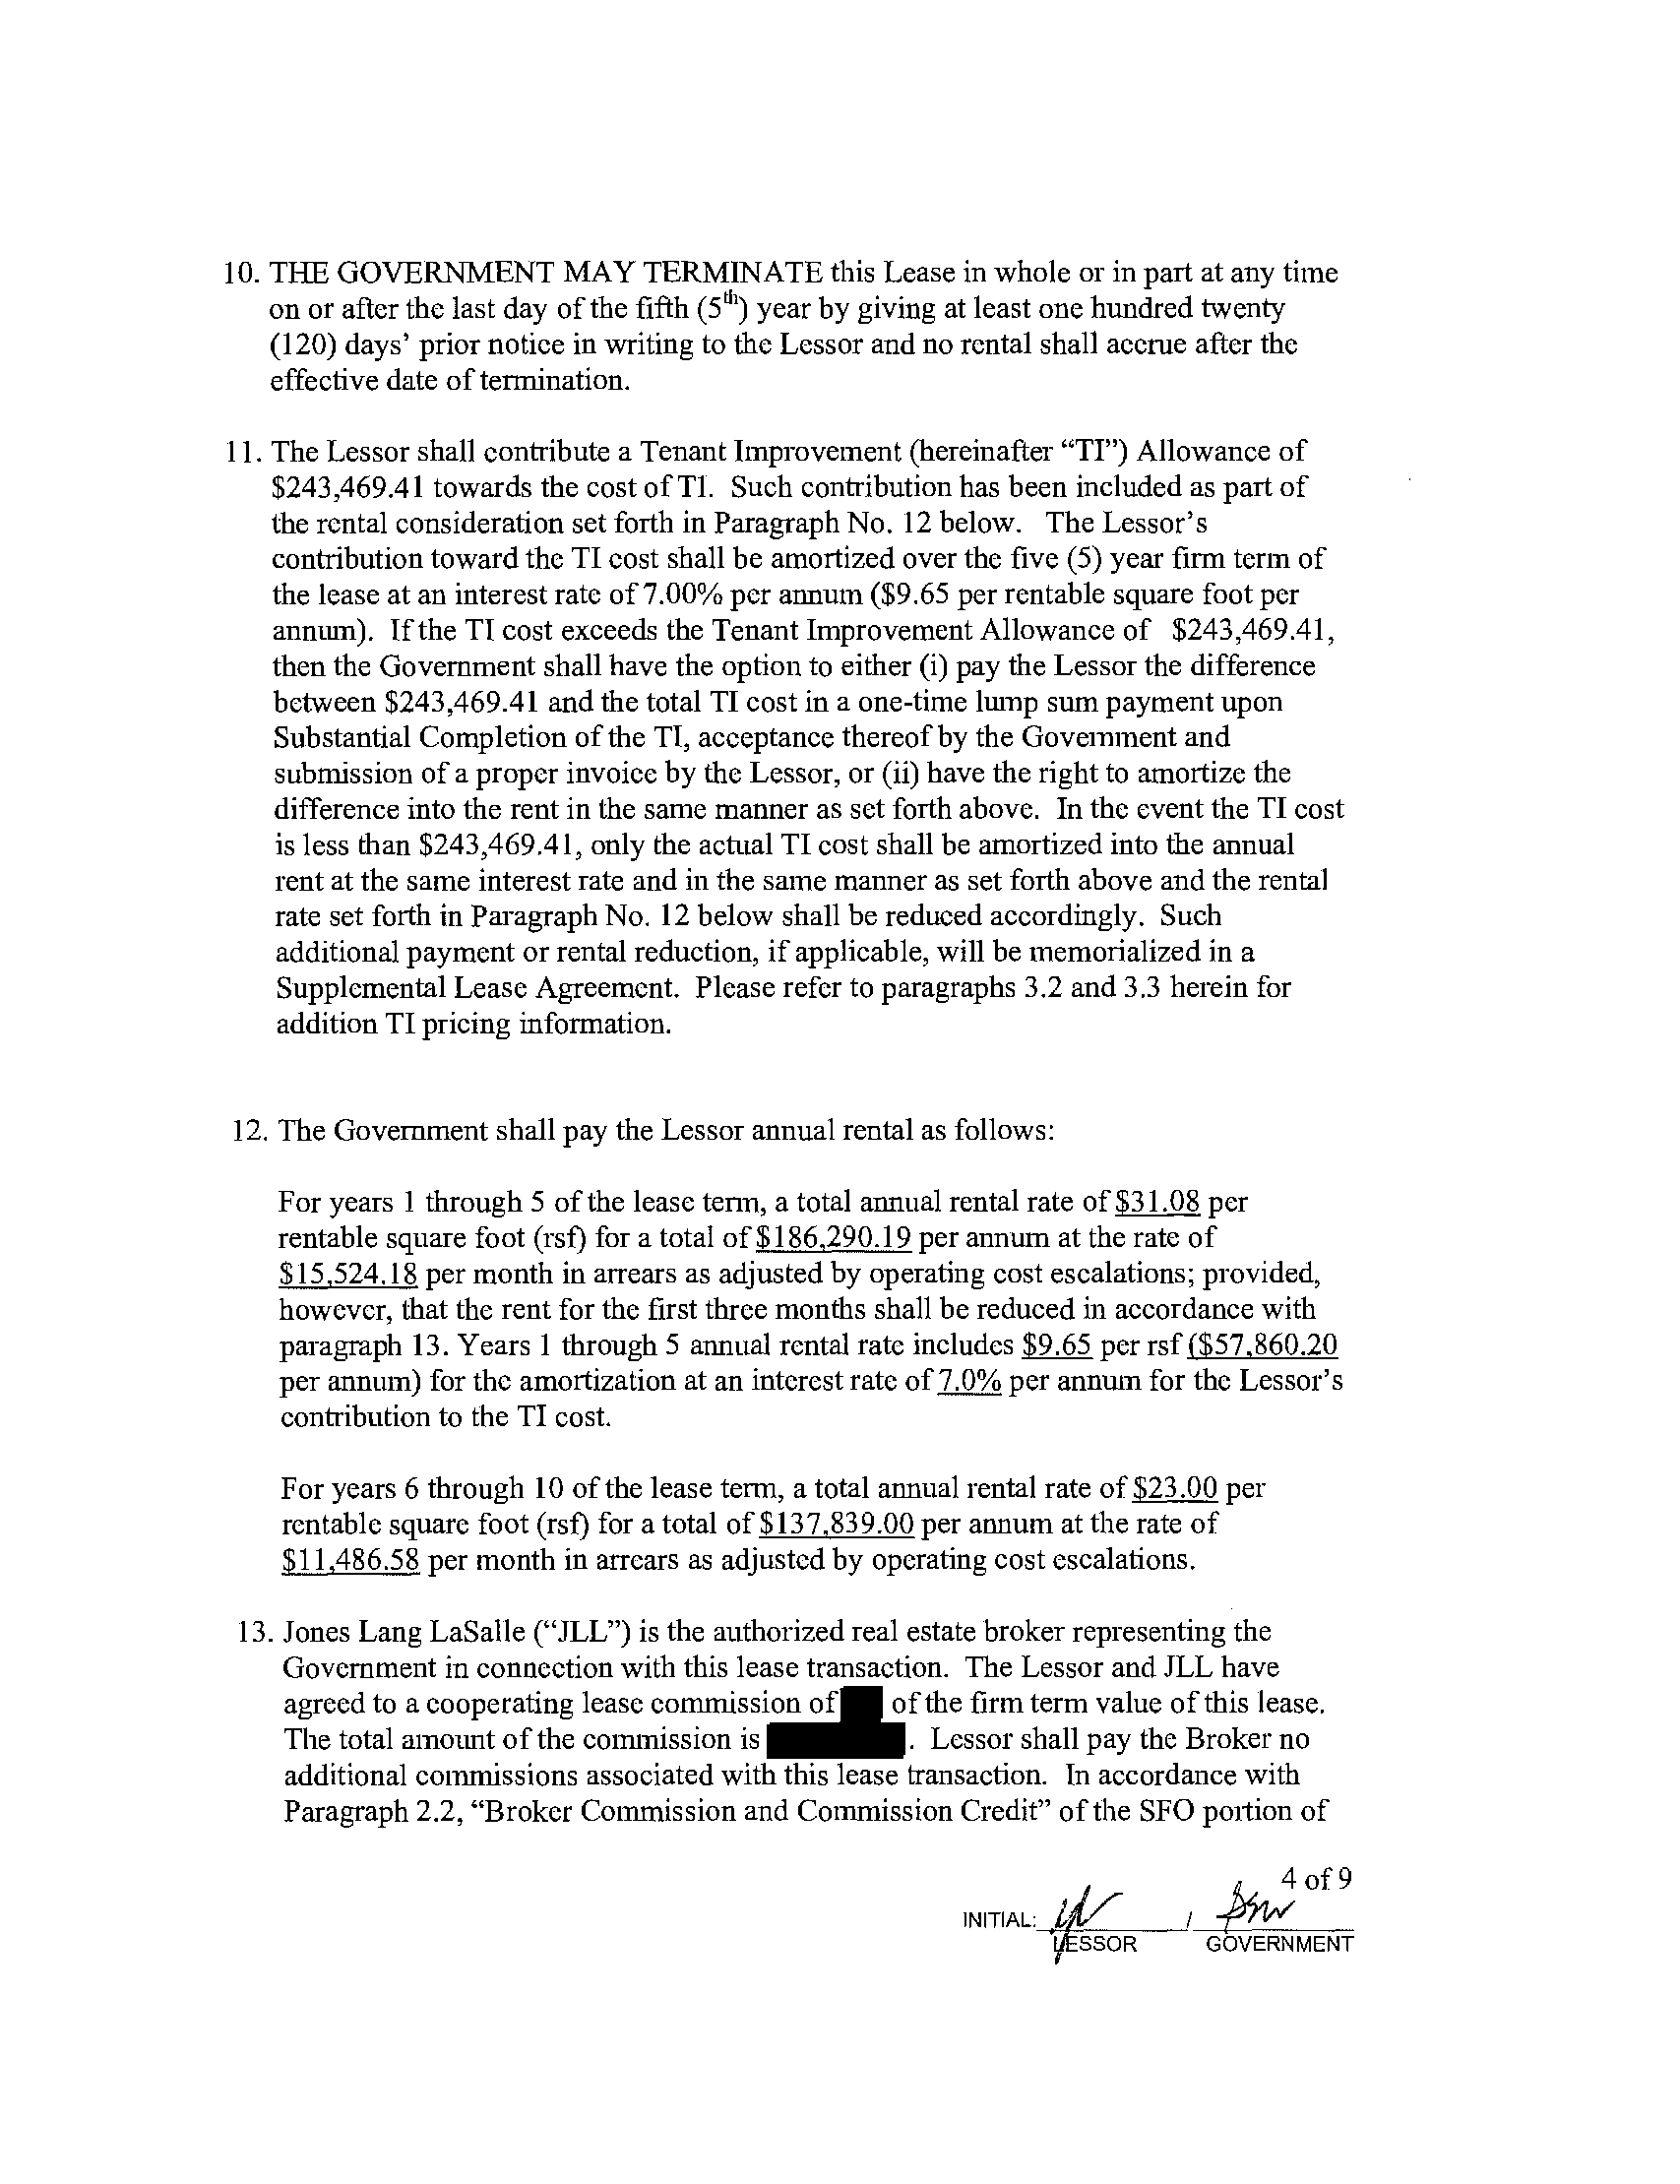 10. THE GOVERNMENT MAY TERMINATE this Lease in whole or in part at any time
on or after the last day of the fifth (5th) year by giving at least one hundred twenty
(120) days' prior notice in writing to the Lessor and no rental shall accrue after the
effective date of termination.
11. The Lessor shall contribute a Tenant Improvement (hereinafter "TI") Allowance of
$243,469.41 towards the cost of TI. Such contribution has been included as part of
the rental consideration set forth in Paragraph No. 12 below. The Lessor's
contribution toward the TI cost shall be amortized over the five (5) year firm term of
the lease at an interest rate of 7.00% per annum ($9.65 per rentable square foot per
annum). If the TI cost exceeds the Tenant Improvement Allowance of $243,469.41,
then the Government shall have the option to either (i) pay the Lessor the difference
between $243,469.41 and the total TI cost in a one-time lump sum payment upon
Substantial Completion of the TI, acceptance thereof by the Government and
submission of a proper invoice by the Lessor, or (ii) have the right to amortize the
difference into the rent in the same manner as set forth above. In the event the TI cost
is less than $243,469.41, only the actual TI cost shall be amortized into the annual
rent at the same interest rate and in the same manner as set forth above and the rental
rate set forth in Paragraph No. 12 below shall be reduced accordingly. Such
additional payment or rental reduction, if applicable, will be memorialized in a
Supplemental Lease Agreement. Please refer to paragraphs 3.2 and 3.3 herein for
addition TI pricing information.
12. The Government shall pay the Lessor annual rental as follows:
For years 1 through 5 of the lease term, a total annual rental rate of $31.08 per
rentable square foot (rsf) for a total of $186,290.19 per annum at the rate of
$15,524.18 per month in arrears as adjusted by operating cost escalations; provided,
however, that the rent for the first three months shall be reduced in accordance with
paragraph 13. Years 1 through 5 annual rental rate includes $9.65 per rsf ($57,860.20
per annum) for the amortization at an interest rate of 7.0% per annum for the Lessor's
contribution to the TI cost.
For years 6 through 10 of the lease term, a total annual rental rate of $23.00 per
rentable square foot (rsf) for a total of $137,839.00 per annum at the rate of
$11,486.58 per month in arrears as adjusted by operating cost escalations.
13. Jones Lang LaSalle ("JLL") is the authorized real estate broker representing the
Government in connection with this lease transaction. The Lessor and JLL have
agreed to a cooperating lease commission of of the firm term value of this lease.
The total amount of the commission is . Lessor shall pay the Broker no
additional commissions associated with this lease transaction. In accordance with
Paragraph 2.2, "Broker Commission and Commission Credit" of the SFO portion of
4 of 9
INITIAL: /
LESSOR GOVERNMENT